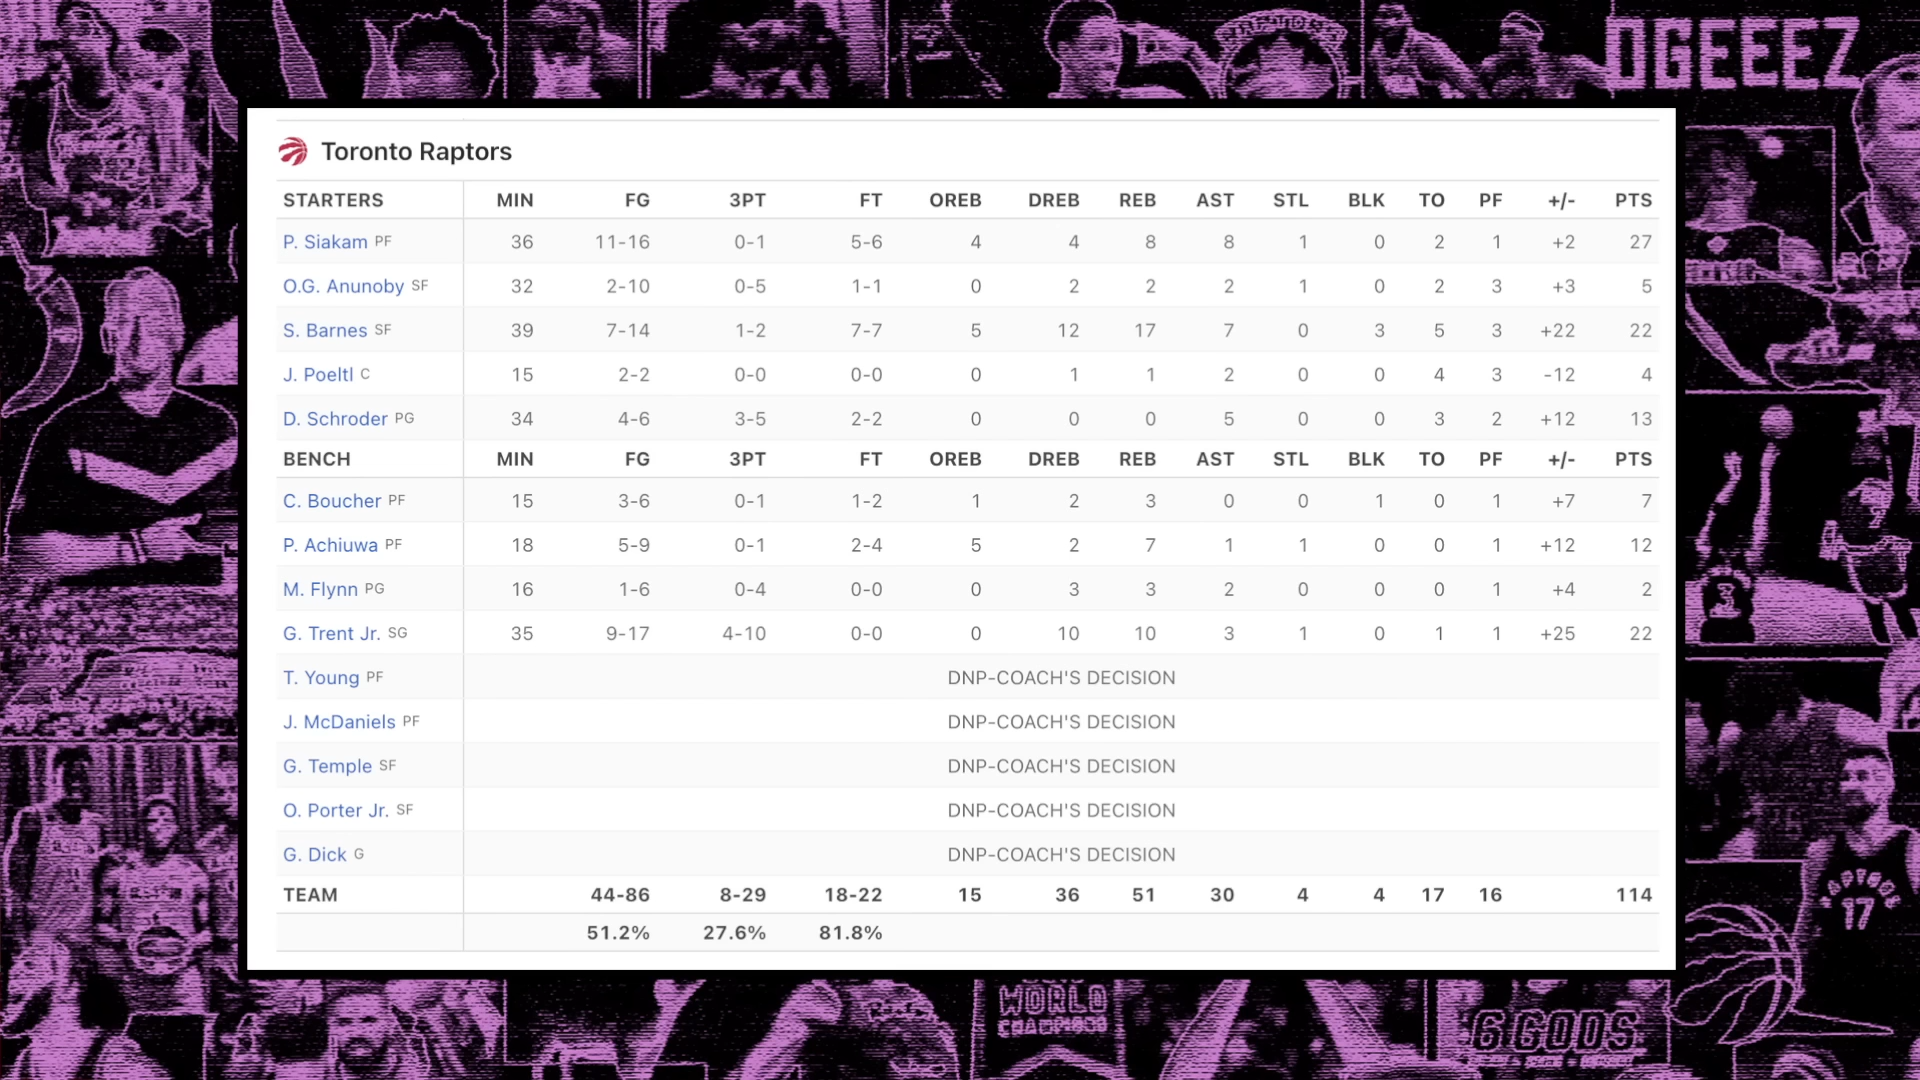 OGEEEZ
Toronto Raptors
STARTERS MIN FG 3PT FT OREB DREB REB AST STL BLK TO PF +/- PTS
P. Siakam PF 36 11-16 0-1 5-6 4 4 8 8 1 0 2 1 +2 27
O.G. Anunoby SF 32 2-10 0-5 1-1 0 2 2 2 1 0 2 3 +3 5
S. Barnes SF 39 7-14 1-2 7-7 5 12 17 7 0 3 5 3 +22 22
J. Poeltl C 15 2-2 0-0 0-0 0 1 1 2 0 0 4 3 -12 4
D. Schroder PG 34 4-6 3-5 2-2 0 0 0 5 0 0 3 2 +12 13
BENCH MIN FG 3PT FT OREB DREB REB AST STL BLK TO PF +/- PTS
C. Boucher PF 15 3-6 0-1 1-2 1 2 3 0 0 1 0 1 +7 7
P. Achiuwa PF 18 5-9 0-1 2-4 5 2 7 1 1 0 0 1 +12 12
M. Flynn PG 16 1-6 0-4 0-0 0 3 3 2 0 0 0 1 +4 2
G. Trent Jr. SG 35 9-17 4-10 0-0 0 10 10 3 1 0 1 1 +25 22
T. Young PF DNP-COACH'S DECISION
J. McDaniels PF DNP-COACH'S DECISION
G. Temple SF DNP-COACH'S DECISION
O. Porter Jr. SF DNP-COACH'S DECISION
G. Dick G DNP-COACH'S DECISION
TEAM 44-86 8-29 18-22 15 36 51 30 4 4 17 16 114
51.2% 27.6% 81.8%
17
WORLD
CHAMPIONS
6GODS